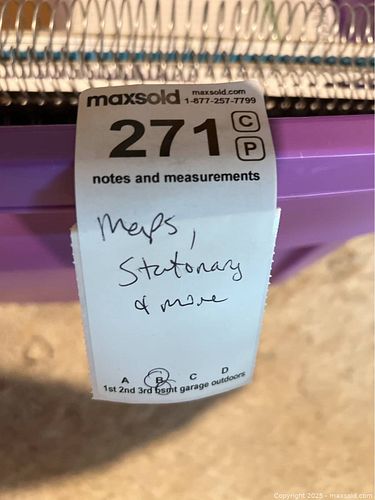 maxsold maxsold.com
1-877-257-7799
271 C
P
notes and measurements
Maps,
Stationary
& more
A B C D
1st 2nd 3rd bsmt garage outdoors
Copyright 2025 - maxsold.com